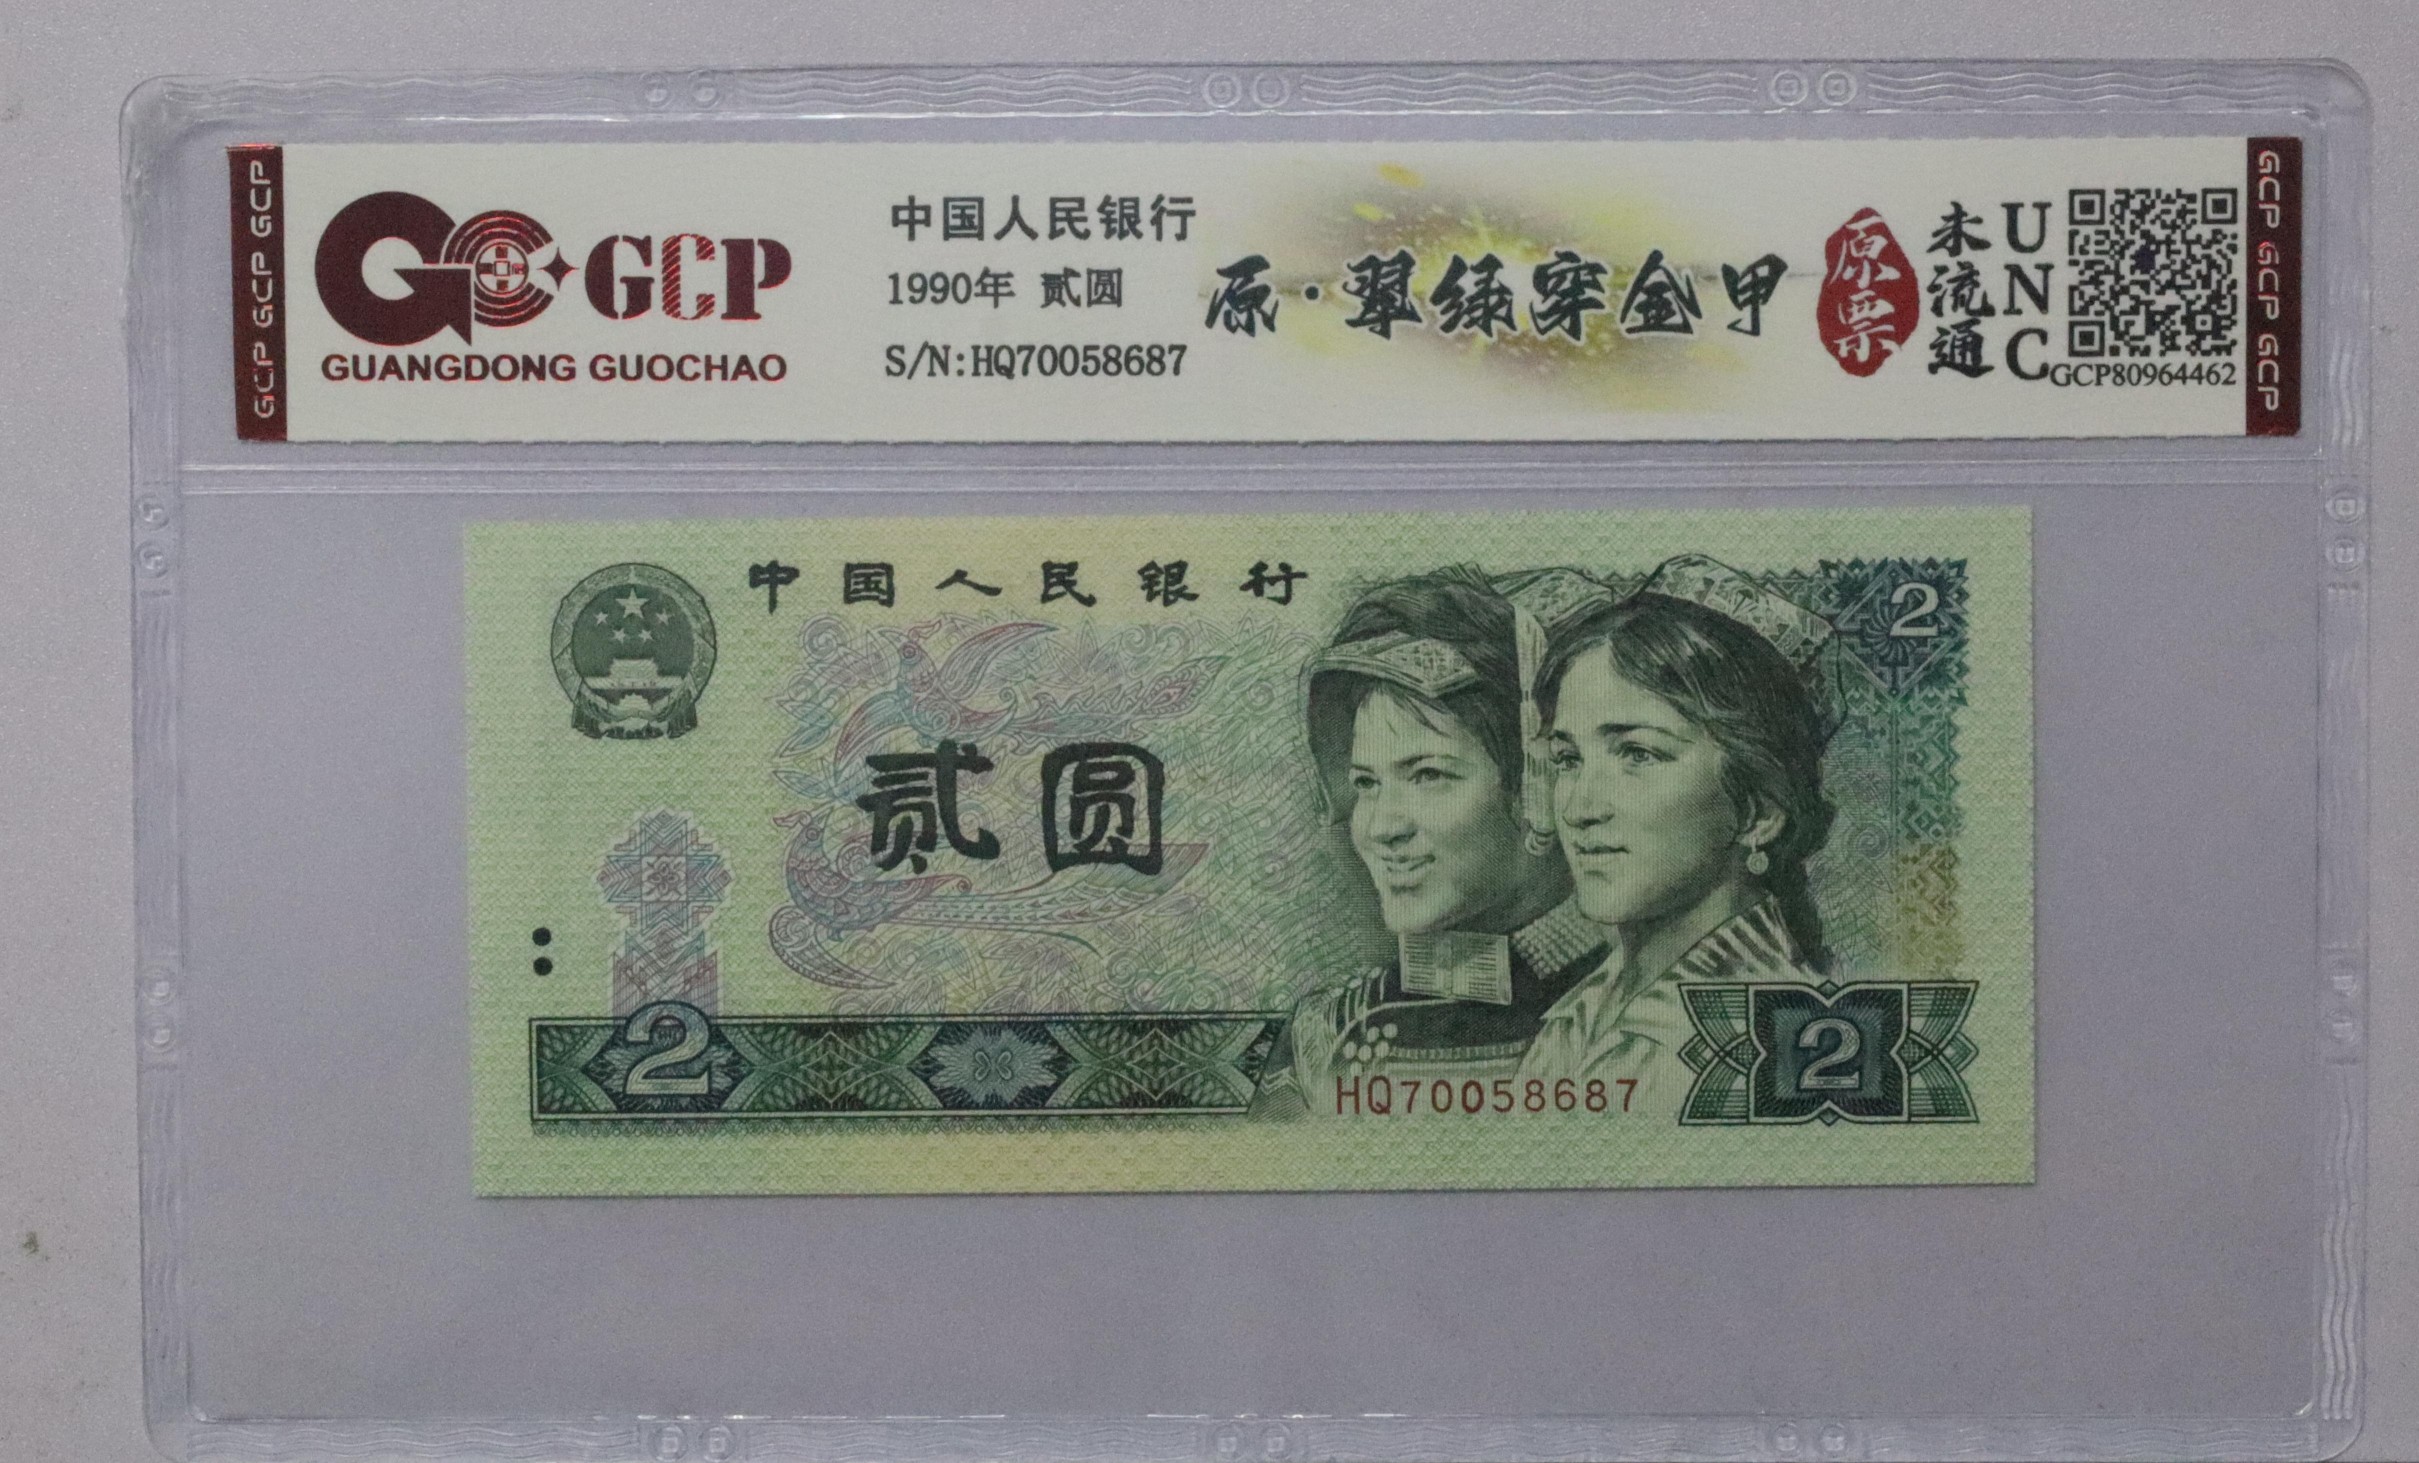 GCP GCP GCP
GCP
GUANGDONG GUOCHAO
中国人民银行
1990年 贰圆
S/N:HQ70058687
原·翠绿穿金甲
原票
未流通
UNC
GCP80964462
GCP GCP GCP
中国人民银行
2
贰圆
2
HQ70058687
2